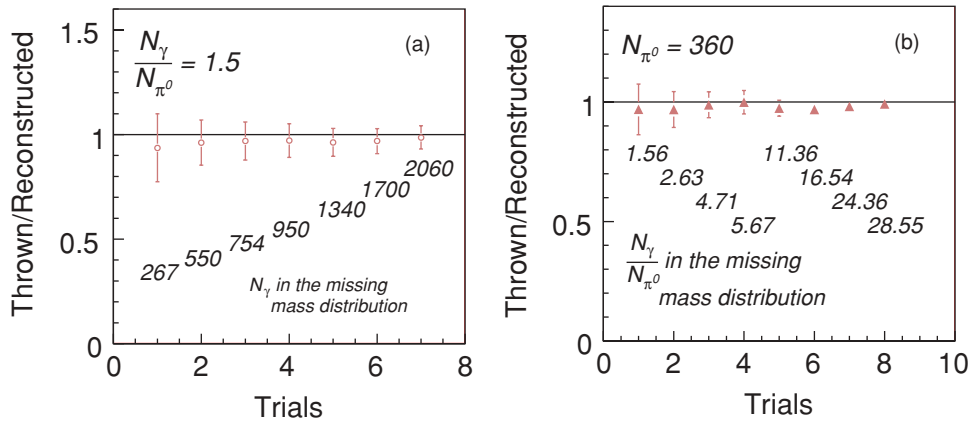 1.5
1
0.5
0
Thrown/Reconstructed
Nγ
Nπ⁰ = 1.5
(a)
267
550
754
950
1340
1700
2060
Nγ in the missing
mass distribution
0 2 4 6 8
Trials
1
0.5
0
Thrown/Reconstructed
Nπ⁰ = 360
(b)
1.56
2.63
4.71
5.67
11.36
16.54
24.36
28.55
Nγ
Nπ⁰ in the missing
mass distribution
0 2 4 6 8 10
Trials